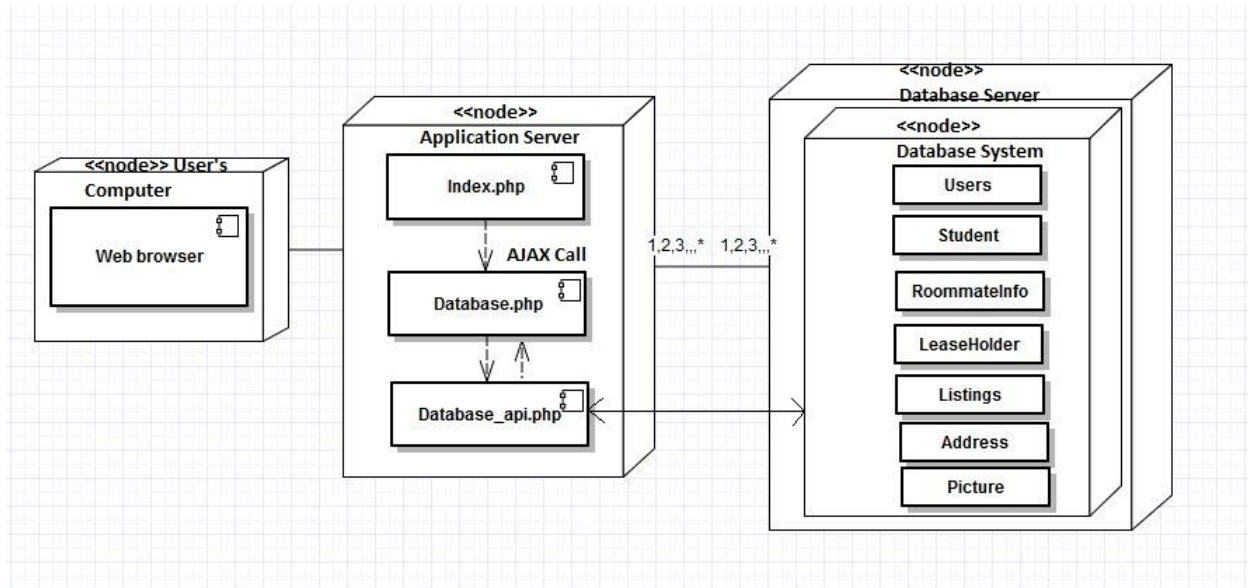 <<node>> User's
Computer
Web browser
<<node>>
Application Server
Index.php
AJAX Call
Database.php
Database_api.php
1,2,3,,,* 1,2,3,,,*
<<node>>
Database Server
<<node>>
Database System
Users
Student
RoommateInfo
LeaseHolder
Listings
Address
Picture